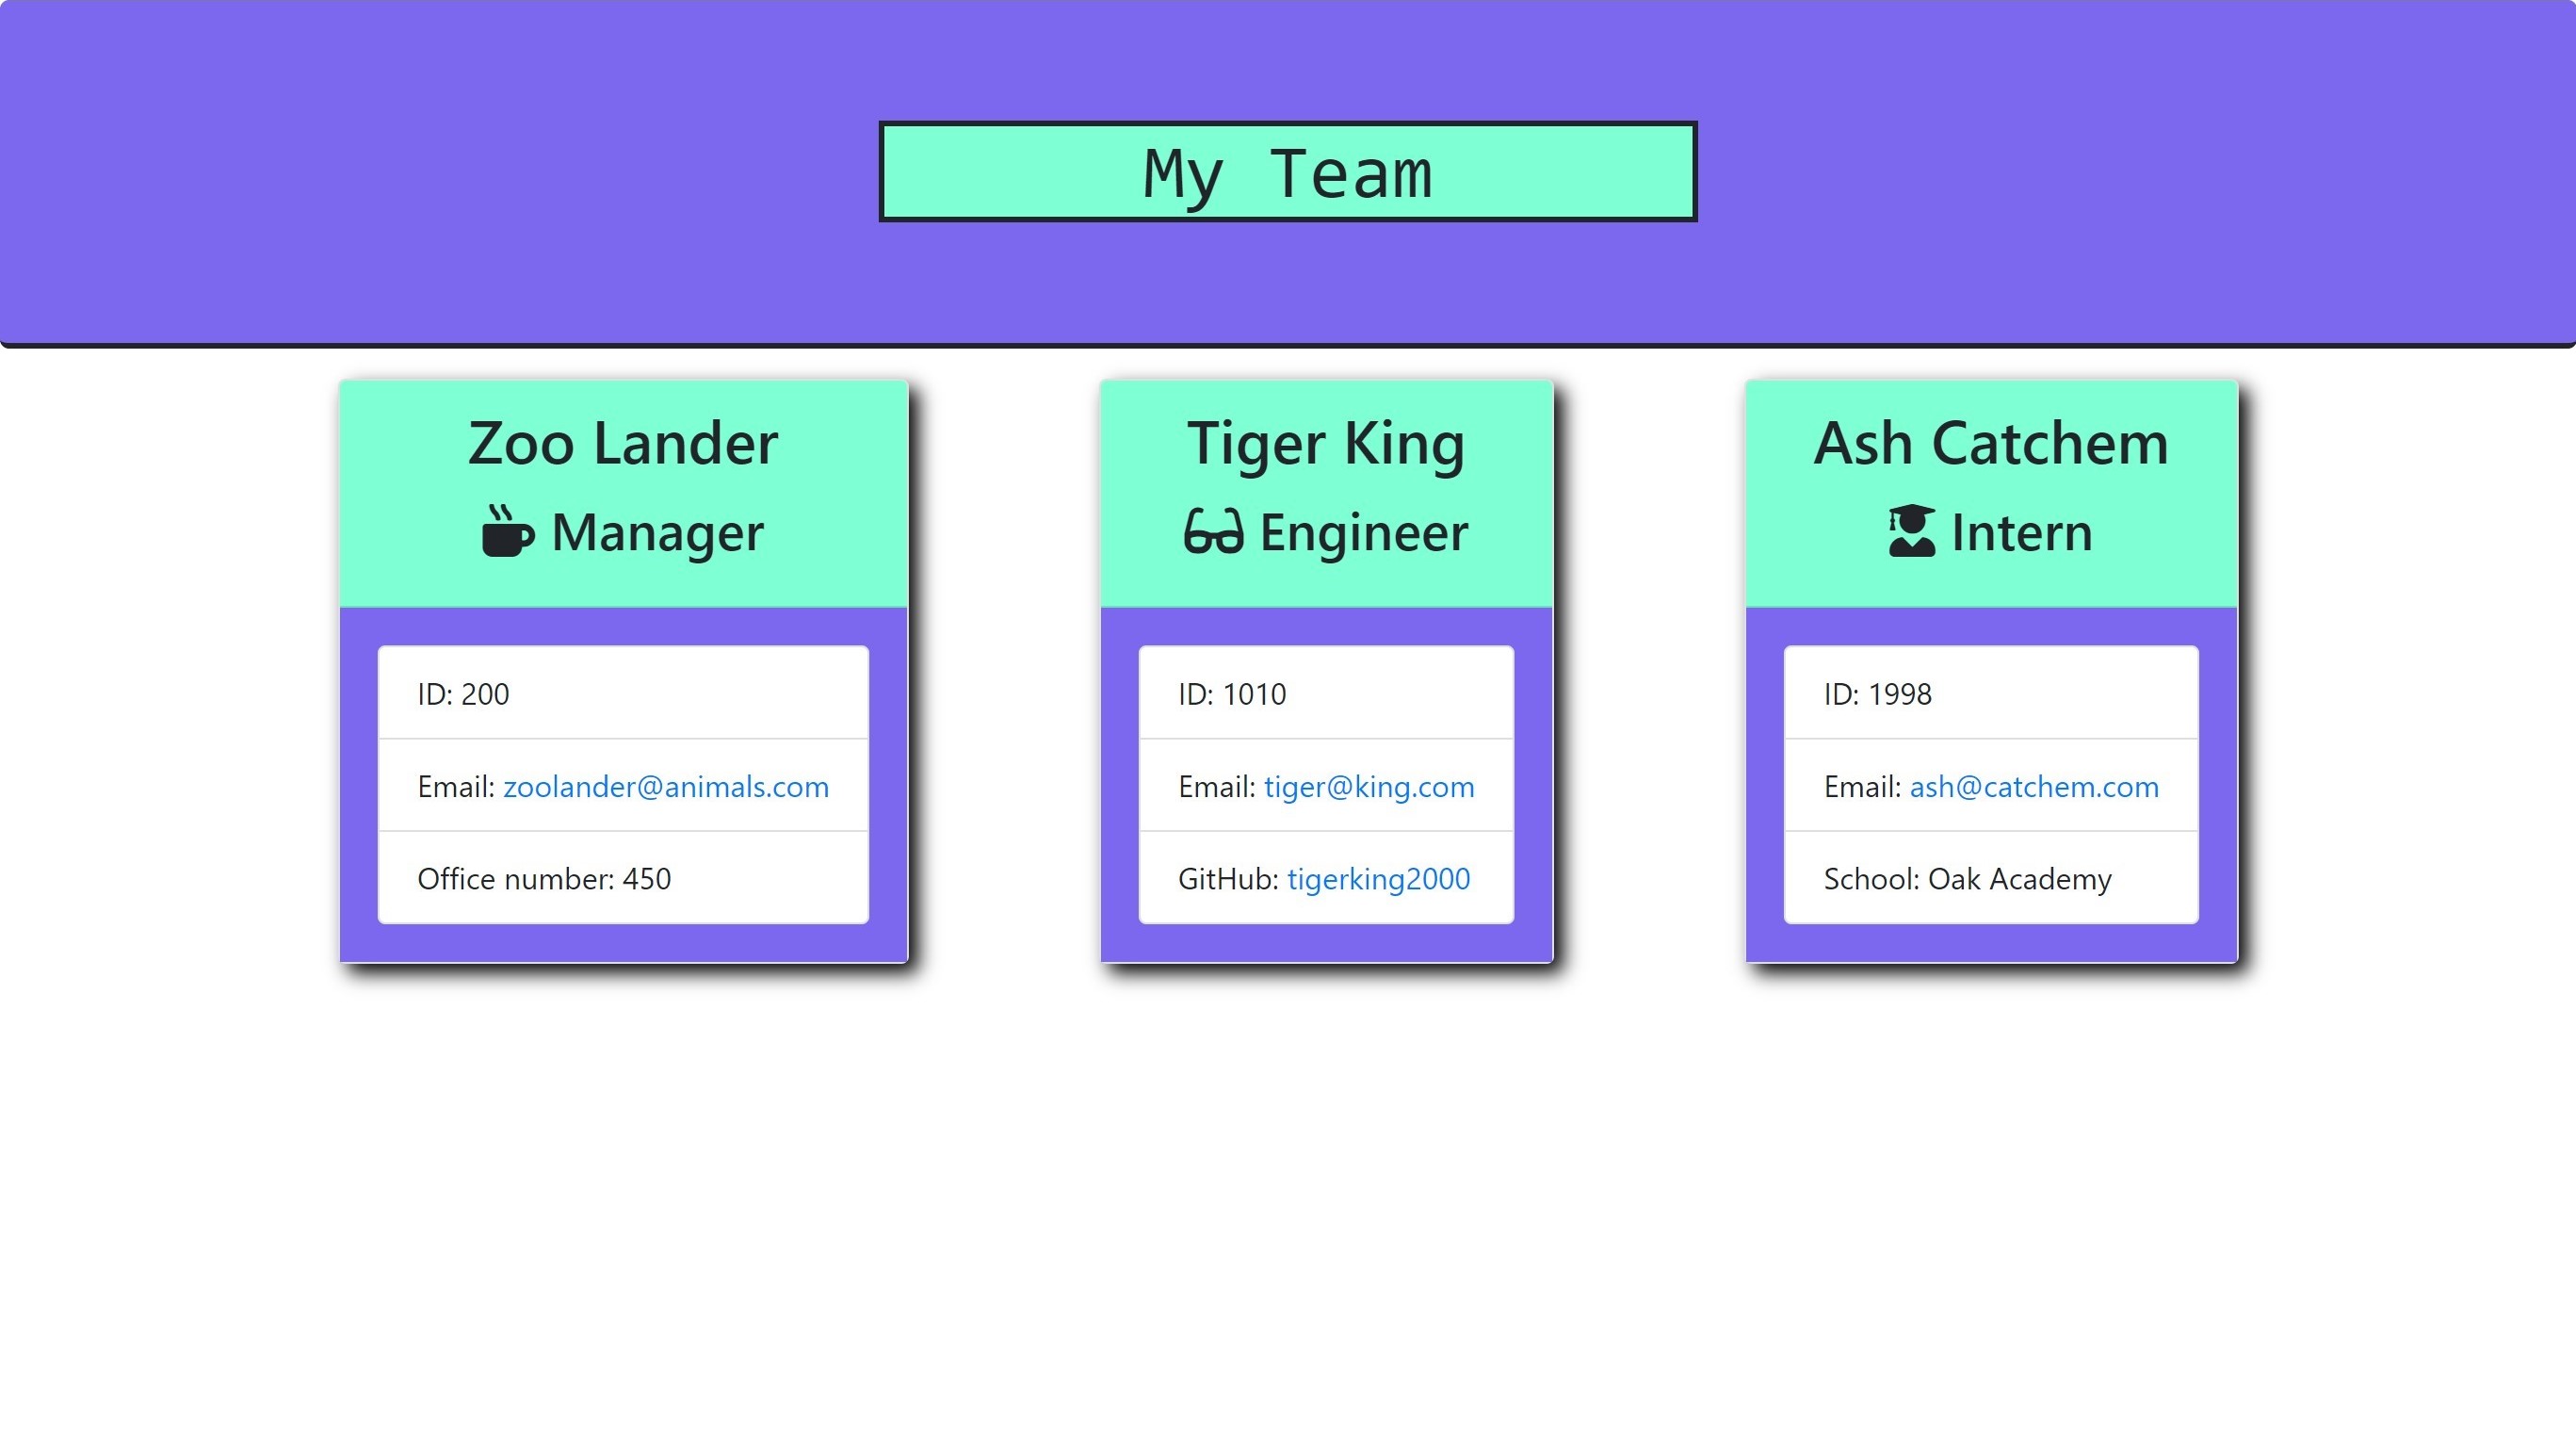 My Team
Zoo Lander
Manager
ID: 200
Email: zoolander@animals.com
Office number: 450
Tiger King
Engineer
ID: 1010
Email: tiger@king.com
GitHub: tigerking2000
Ash Catchem
Intern
ID: 1998
Email: ash@catchem.com
School: Oak Academy